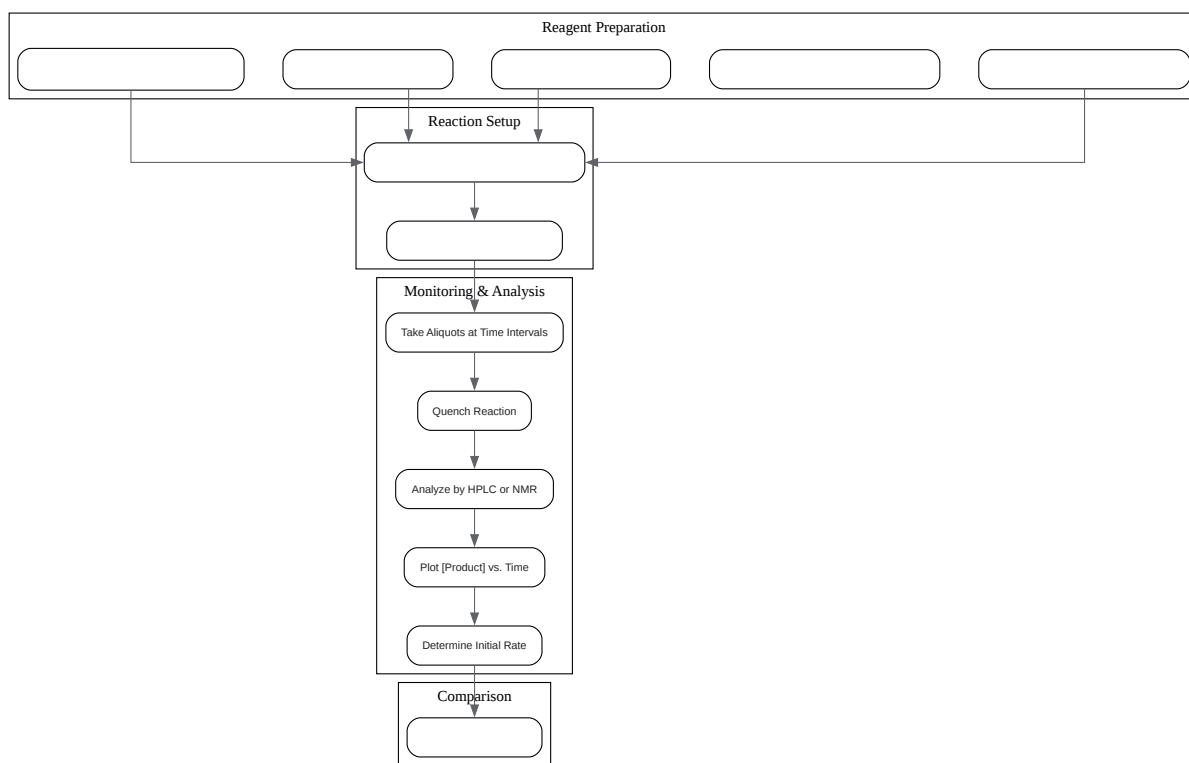 Reagent Preparation
Reaction Setup
Monitoring & Analysis
Take Aliquots at Time Intervals
Quench Reaction
Analyze by HPLC or NMR
Plot [Product] vs. Time
Determine Initial Rate
Comparison